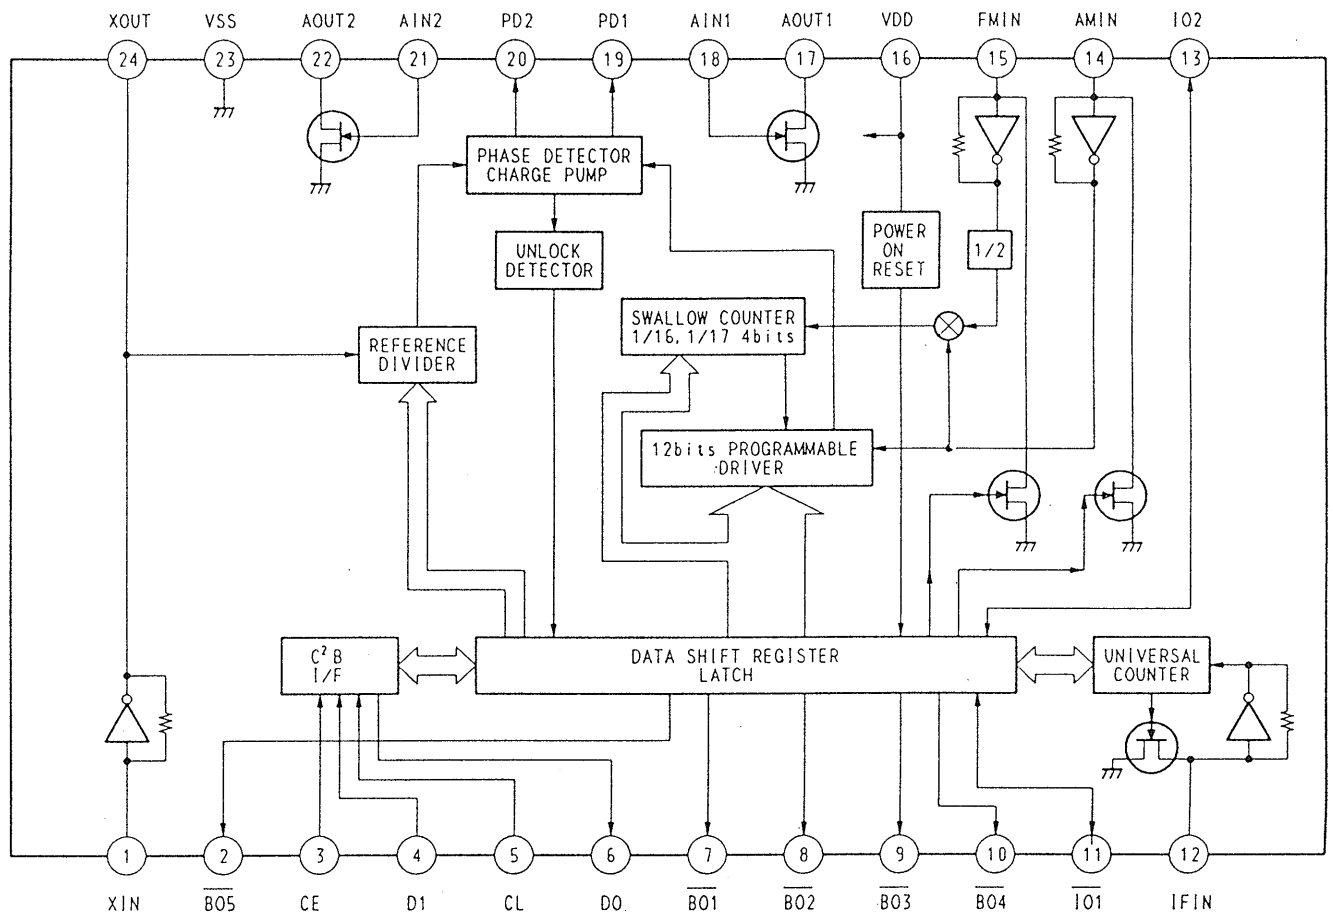 XOUT VSS AOUT2 AIN2 PD2 PD1 AIN1 AOUT1 VDD FMIN AMIN IO2
24 23 22 21 20 19 18 17 16 15 14 13
PHASE DETECTOR
CHARGE PUMP
UNLOCK
DETECTOR
POWER
ON
RESET
1/2
SWALLOW COUNTER
1/16, 1/17 4bits
REFERENCE
DIVIDER
12bits PROGRAMMABLE
DRIVER
C²B
I/F
DATA SHIFT REGISTER
LATCH
UNIVERSAL
COUNTER
1 2 3 4 5 6 7 8 9 10 11 12
XIN BO5 CE D1 CL DO BO1 BO2 BO3 BO4 IO1 IFIN